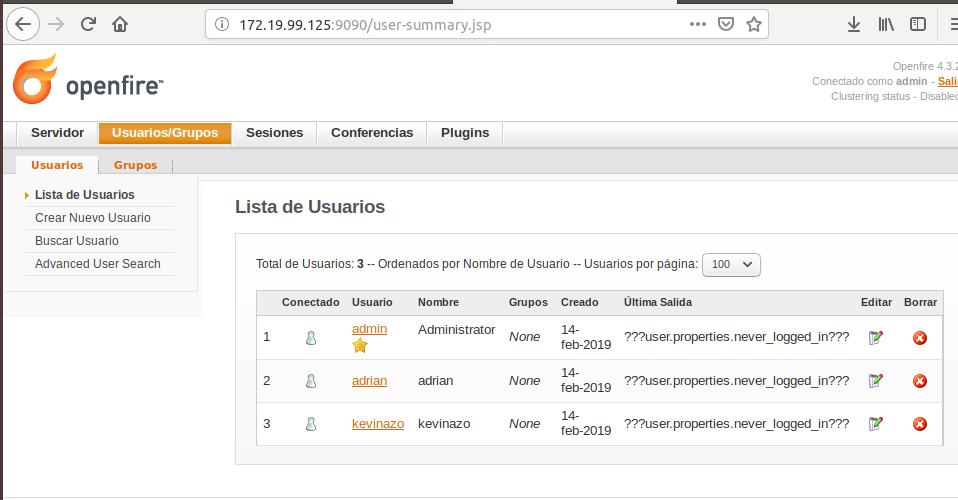 172.19.99.125:9090/user-summary.jsp
openfire™
Openfire 4.3.2
Conectado como admin - Sali
Clustering status - Disabled
Servidor Usuarios/Grupos Sesiones Conferencias Plugins
Usuarios Grupos
Lista de Usuarios
Crear Nuevo Usuario
Buscar Usuario
Advanced User Search
Lista de Usuarios
Total de Usuarios: 3 -- Ordenados por Nombre de Usuario -- Usuarios por página: 100
Conectado Usuario Nombre Grupos Creado Última Salida Editar Borrar
1 admin Administrator None 14-
feb-2019 ???user.properties.never_logged_in???
2 adrian adrian None 14-
feb-2019 ???user.properties.never_logged_in???
3 kevinazo kevinazo None 14-
feb-2019 ???user.properties.never_logged_in???